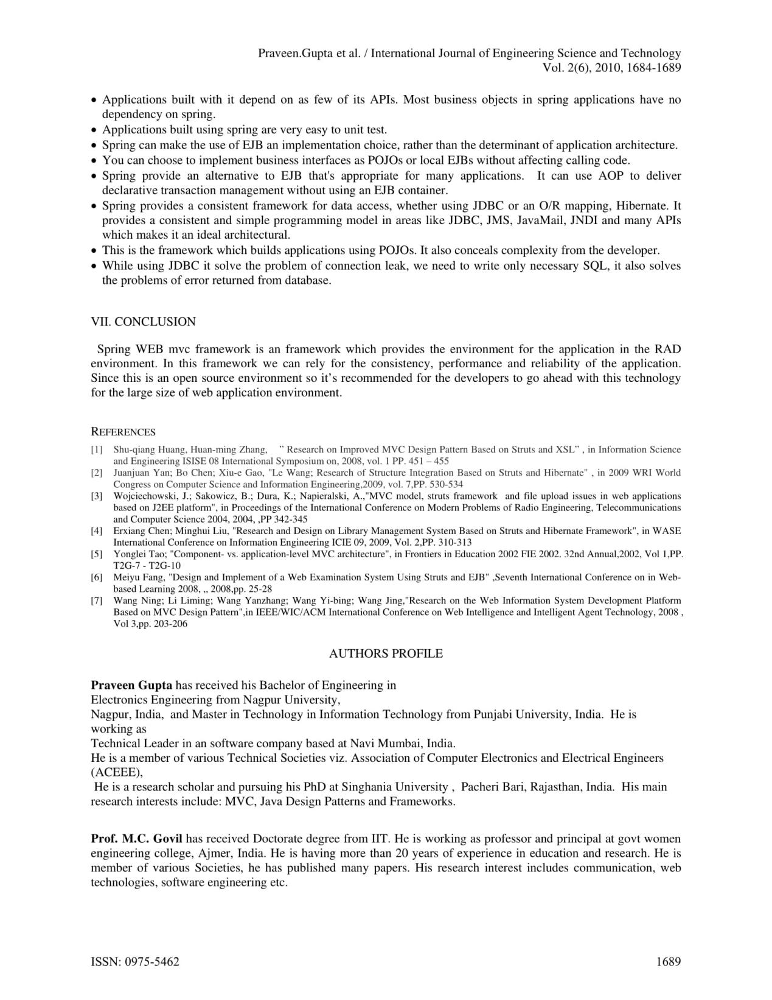 Praveen.Gupta et al. / International Journal of Engineering Science and Technology
Vol. 2(6), 2010, 1684-1689
• Applications built with it depend on as few of its APIs. Most business objects in spring applications have no
dependency on spring.
• Applications built using spring are very easy to unit test.
• Spring can make the use of EJB an implementation choice, rather than the determinant of application architecture.
• You can choose to implement business interfaces as POJOs or local EJBs without affecting calling code.
• Spring provide an alternative to EJB that's appropriate for many applications.  It can use AOP to deliver
declarative transaction management without using an EJB container.
• Spring provides a consistent framework for data access, whether using JDBC or an O/R mapping, Hibernate. It
provides a consistent and simple programming model in areas like JDBC, JMS, JavaMail, JNDI and many APIs
which makes it an ideal architectural.
• This is the framework which builds applications using POJOs. It also conceals complexity from the developer.
• While using JDBC it solve the problem of connection leak, we need to write only necessary SQL, it also solves
the problems of error returned from database.
VII. CONCLUSION
Spring WEB mvc framework is an framework which provides the environment for the application in the RAD
environment. In this framework we can rely for the consistency, performance and reliability of the application.
Since this is an open source environment so it’s recommended for the developers to go ahead with this technology
for the large size of web application environment.
REFERENCES
[1] Shu-qiang Huang, Huan-ming Zhang, ” Research on Improved MVC Design Pattern Based on Struts and XSL” , in Information Science
and Engineering ISISE 08 International Symposium on, 2008, vol. 1 PP. 451 – 455
[2] Juanjuan Yan; Bo Chen; Xiu-e Gao, "Le Wang; Research of Structure Integration Based on Struts and Hibernate" , in 2009 WRI World
Congress on Computer Science and Information Engineering,2009, vol. 7,PP. 530-534
[3] Wojciechowski, J.; Sakowicz, B.; Dura, K.; Napieralski, A.,"MVC model, struts framework  and file upload issues in web applications
based on J2EE platform", in Proceedings of the International Conference on Modern Problems of Radio Engineering, Telecommunications
and Computer Science 2004, 2004, ,PP 342-345
[4] Erxiang Chen; Minghui Liu, "Research and Design on Library Management System Based on Struts and Hibernate Framework", in WASE
International Conference on Information Engineering ICIE 09, 2009, Vol. 2,PP. 310-313
[5] Yonglei Tao; "Component- vs. application-level MVC architecture", in Frontiers in Education 2002 FIE 2002. 32nd Annual,2002, Vol 1,PP.
T2G-7 - T2G-10
[6] Meiyu Fang, "Design and Implement of a Web Examination System Using Struts and EJB" ,Seventh International Conference on in Web-
based Learning 2008, ,, 2008,pp. 25-28
[7] Wang Ning; Li Liming; Wang Yanzhang; Wang Yi-bing; Wang Jing,"Research on the Web Information System Development Platform
Based on MVC Design Pattern",in IEEE/WIC/ACM International Conference on Web Intelligence and Intelligent Agent Technology, 2008 ,
Vol 3,pp. 203-206
AUTHORS PROFILE
Praveen Gupta has received his Bachelor of Engineering in
Electronics Engineering from Nagpur University,
Nagpur, India,  and Master in Technology in Information Technology from Punjabi University, India.  He is
working as
Technical Leader in an software company based at Navi Mumbai, India.
He is a member of various Technical Societies viz. Association of Computer Electronics and Electrical Engineers
(ACEEE),
He is a research scholar and pursuing his PhD at Singhania University ,  Pacheri Bari, Rajasthan, India.  His main
research interests include: MVC, Java Design Patterns and Frameworks.
Prof. M.C. Govil has received Doctorate degree from IIT. He is working as professor and principal at govt women
engineering college, Ajmer, India. He is having more than 20 years of experience in education and research. He is
member of various Societies, he has published many papers. His research interest includes communication, web
technologies, software engineering etc.
ISSN: 0975-5462 1689